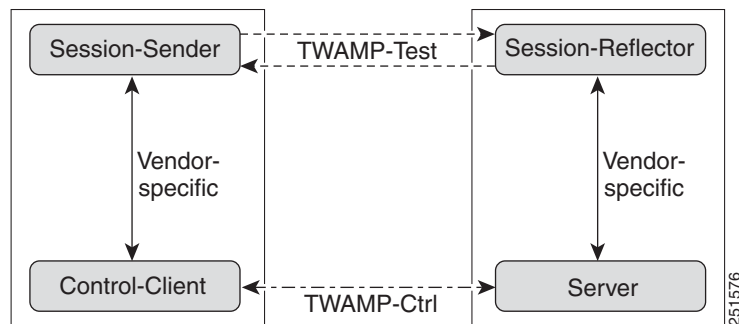 Session-Sender
TWAMP-Test
Session-Reflector
Vendor-
specific
Vendor-
specific
Control-Client
TWAMP-Ctrl
Server
251576